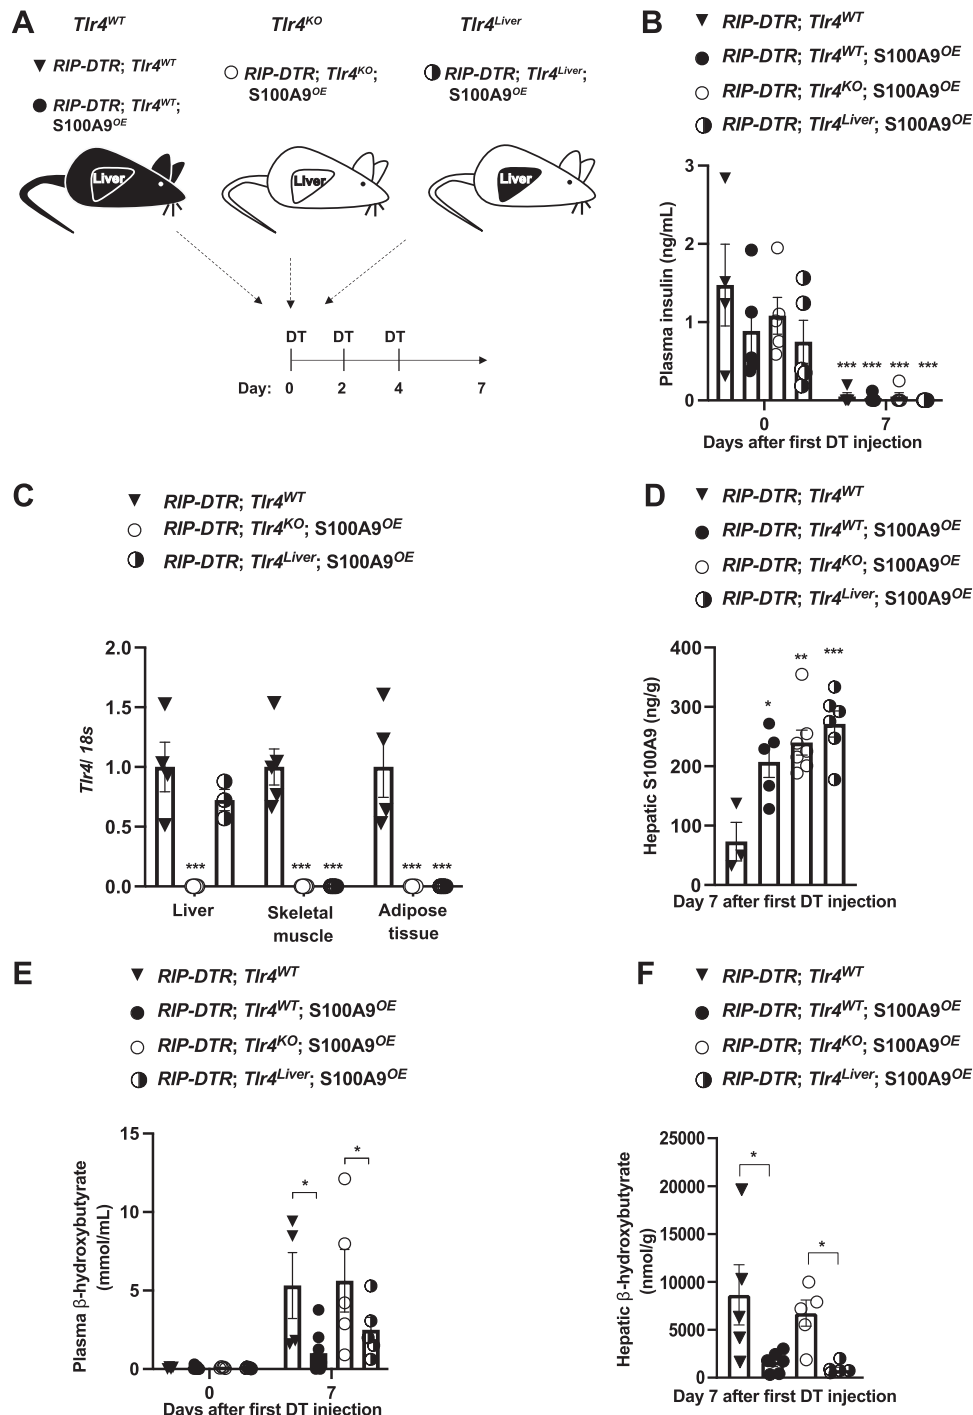 A
Tlr4WT
Tlr4KO
Tlr4Liver
RIP-DTR; Tlr4WT
RIP-DTR; Tlr4WT;
S100A9OE
RIP-DTR; Tlr4KO;
S100A9OE
RIP-DTR; Tlr4Liver;
S100A9OE
Liver
Liver
Liver
DT DT DT
Day: 0 2 4 7
B
RIP-DTR; Tlr4WT
RIP-DTR; Tlr4WT; S100A9OE
RIP-DTR; Tlr4KO; S100A9OE
RIP-DTR; Tlr4Liver; S100A9OE
Plasma insulin (ng/mL)
3
2
1
0
*** *** *** ***
0 7
Days after first DT injection
C
RIP-DTR; Tlr4WT
RIP-DTR; Tlr4KO; S100A9OE
RIP-DTR; Tlr4Liver; S100A9OE
Tlr4/ 18s
2.0
1.5
1.0
0.5
0.0
*** *** *** *** ***
Liver
Skeletal
muscle
Adipose
tissue
D
RIP-DTR; Tlr4WT
RIP-DTR; Tlr4WT; S100A9OE
RIP-DTR; Tlr4KO; S100A9OE
RIP-DTR; Tlr4Liver; S100A9OE
Hepatic S100A9 (ng/g)
400
300
200
100
0
* ** ***
Day 7 after first DT injection
E
RIP-DTR; Tlr4WT
RIP-DTR; Tlr4WT; S100A9OE
RIP-DTR; Tlr4KO; S100A9OE
RIP-DTR; Tlr4Liver; S100A9OE
Plasma β-hydroxybutyrate
(mmol/mL)
15
10
5
0
* *
0 7
Days after first DT injection
F
RIP-DTR; Tlr4WT
RIP-DTR; Tlr4WT; S100A9OE
RIP-DTR; Tlr4KO; S100A9OE
RIP-DTR; Tlr4Liver; S100A9OE
Hepatic β-hydroxybutyrate
(nmol/g)
25000
20000
15000
10000
5000
0
* *
Day 7 after first DT injection